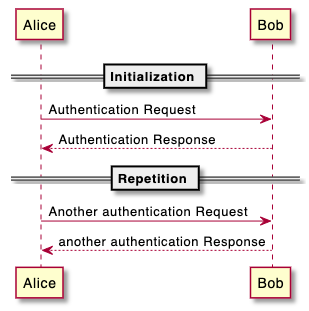 Alice Bob
Initialization
Authentication Request
Authentication Response
Repetition
Another authentication Request
another authentication Response
Alice Bob